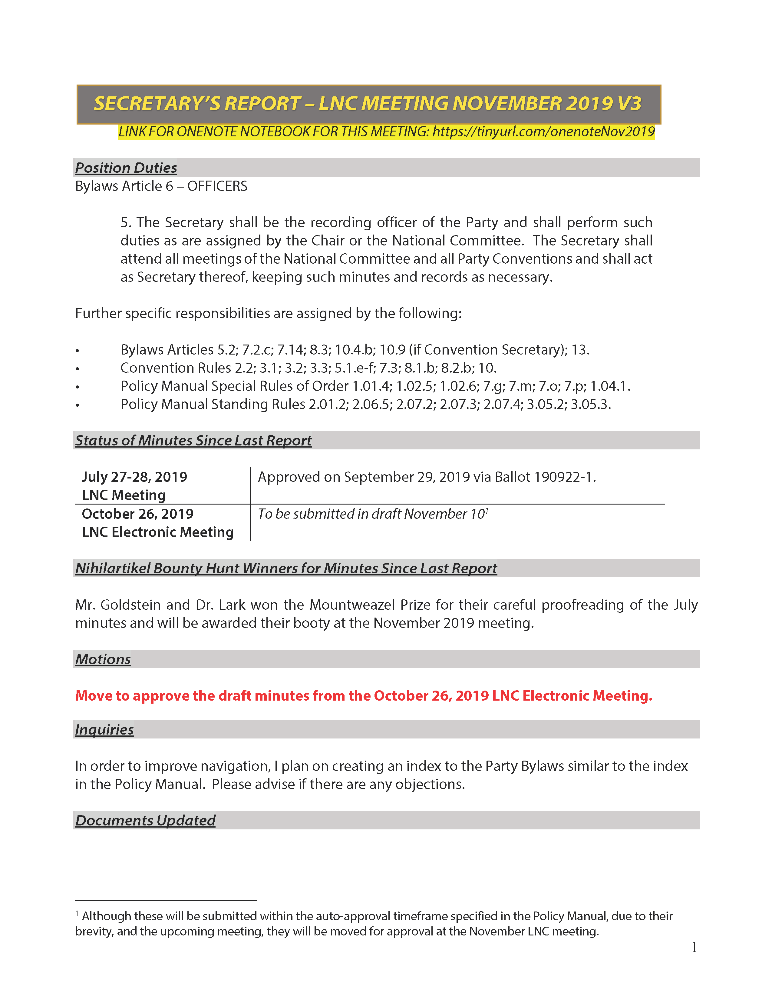 SECRETARY’S REPORT – LNC MEETING NOVEMBER 2019 V3
LINK FOR ONENOTE NOTEBOOK FOR THIS MEETING: https://tinyurl.com/onenoteNov2019
Position Duties
Bylaws Article 6 – OFFICERS
5. The Secretary shall be the recording officer of the Party and shall perform such
duties as are assigned by the Chair or the National Committee. The Secretary shall
attend all meetings of the National Committee and all Party Conventions and shall act
as Secretary thereof, keeping such minutes and records as necessary.
Further specific responsibilities are assigned by the following:
• Bylaws Articles 5.2; 7.2.c; 7.14; 8.3; 10.4.b; 10.9 (if Convention Secretary); 13.
• Convention Rules 2.2; 3.1; 3.2; 3.3; 5.1.e-f; 7.3; 8.1.b; 8.2.b; 10.
• Policy Manual Special Rules of Order 1.01.4; 1.02.5; 1.02.6; 7.g; 7.m; 7.o; 7.p; 1.04.1.
• Policy Manual Standing Rules 2.01.2; 2.06.5; 2.07.2; 2.07.3; 2.07.4; 3.05.2; 3.05.3.
Status of Minutes Since Last Report
July 27-28, 2019
LNC Meeting
Approved on September 29, 2019 via Ballot 190922-1.
October 26, 2019
LNC Electronic Meeting
To be submitted in draft November 10¹
Nihilartikel Bounty Hunt Winners for Minutes Since Last Report
Mr. Goldstein and Dr. Lark won the Mountweazel Prize for their careful proofreading of the July
minutes and will be awarded their booty at the November 2019 meeting.
Motions
Move to approve the draft minutes from the October 26, 2019 LNC Electronic Meeting.
Inquiries
In order to improve navigation, I plan on creating an index to the Party Bylaws similar to the index
in the Policy Manual. Please advise if there are any objections.
Documents Updated
¹ Although these will be submitted within the auto-approval timeframe specified in the Policy Manual, due to their
brevity, and the upcoming meeting, they will be moved for approval at the November LNC meeting.
1